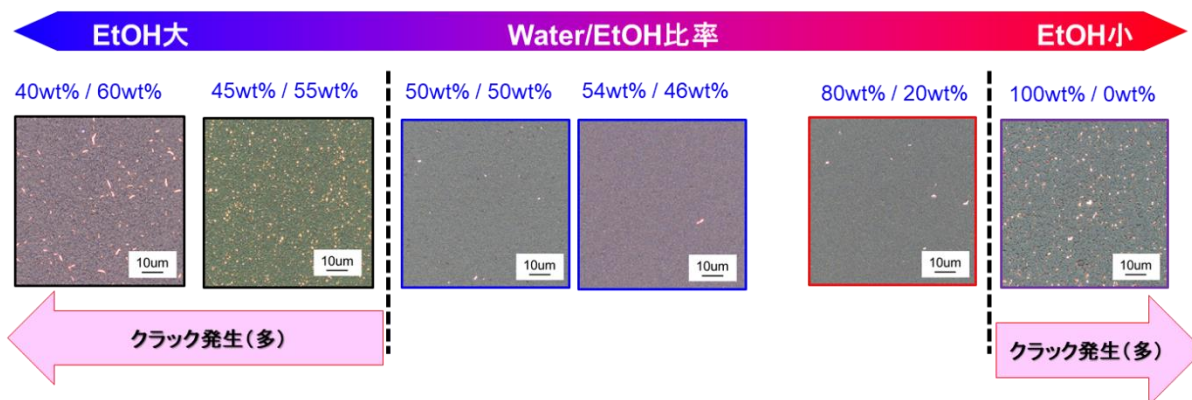 EtOH大
Water/EtOH比率
EtOH小
40wt% / 60wt%
45wt% / 55wt%
50wt% / 50wt%
54wt% / 46wt%
80wt% / 20wt%
100wt% / 0wt%
10um
10um
10um
10um
10um
10um
クラック発生(多)
クラック発生(多)